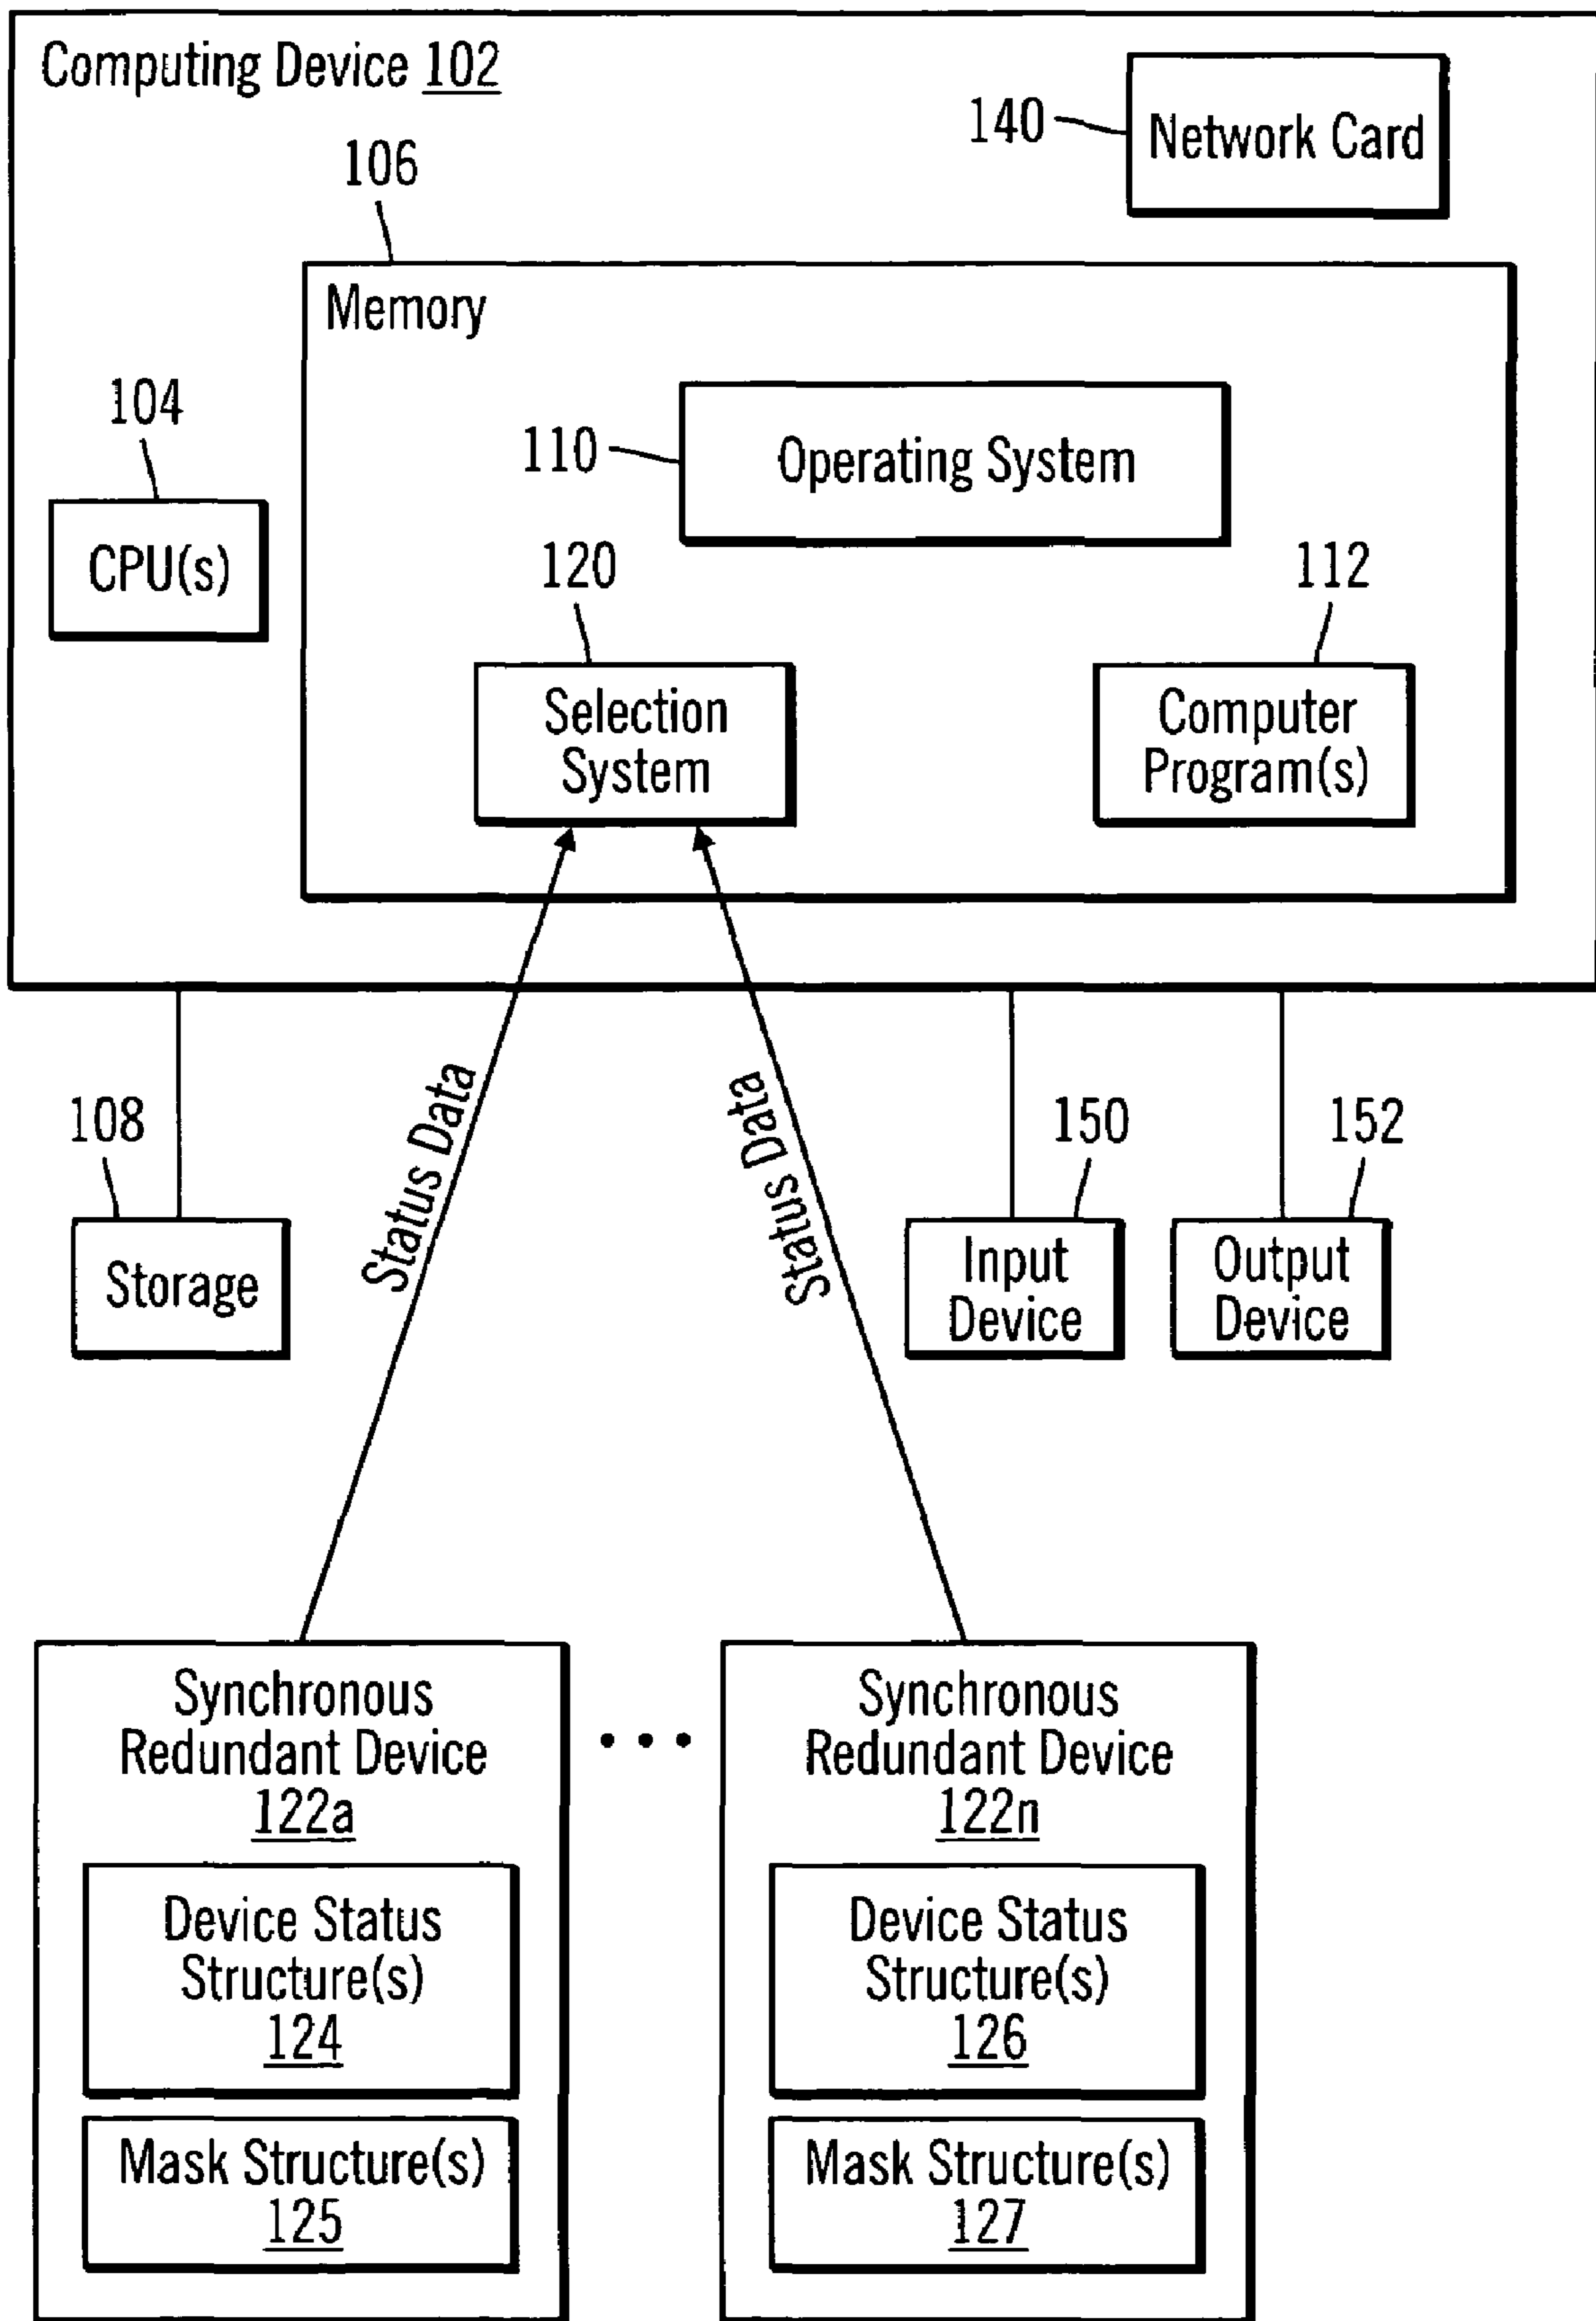 Computing Device 102
140
Network Card
106
Memory
104
CPU(s)
110
Operating System
120
Selection
System
112
Computer
Program(s)
Status Data
Status Data
108
Storage
150
Input
Device
152
Output
Device
Synchronous
Redundant Device
122a
Device Status
Structure(s)
124
Mask Structure(s)
125
Synchronous
Redundant Device
122n
Device Status
Structure(s)
126
Mask Structure(s)
127